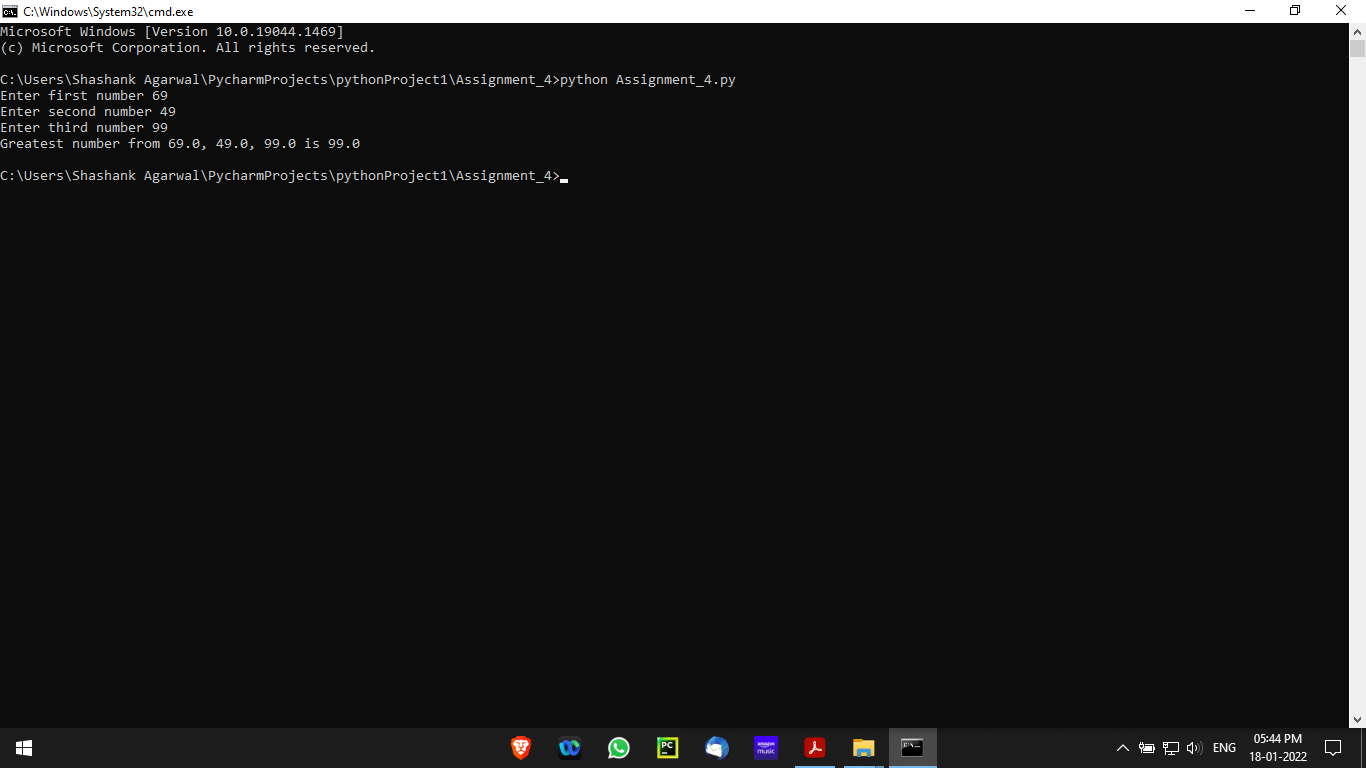 C:\Windows\System32\cmd.exe
Microsoft Windows [Version 10.0.19044.1469]
(c) Microsoft Corporation. All rights reserved.
C:\Users\Shashank Agarwal\PycharmProjects\pythonProject1\Assignment_4>python Assignment_4.py
Enter first number 69
Enter second number 49
Enter third number 99
Greatest number from 69.0, 49.0, 99.0 is 99.0
C:\Users\Shashank Agarwal\PycharmProjects\pythonProject1\Assignment_4>
PC
amazon music
ENG
05:44 PM
18-01-2022